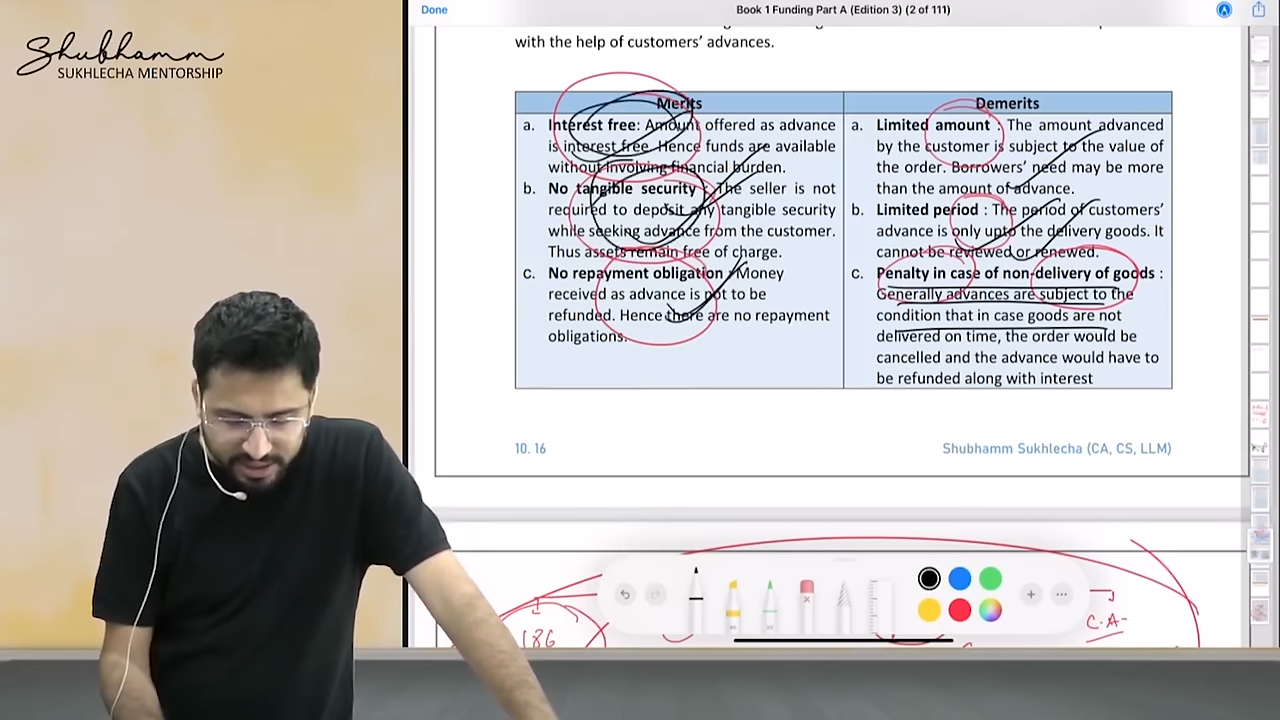 Shubhamm
SUKHLECHA MENTORSHIP
Done
Book 1 Funding Part A (Edition 3) (2 of 111)
with the help of customers' advances.
Merits
a. Interest free: Amount offered as advance
is interest free. Hence funds are available
without involving financial burden.
b. No tangible security : The seller is not
required to deposit any tangible security
while seeking advance from the customer.
Thus assets remain free of charge.
c. No repayment obligation : Money
received as advance is not to be
refunded. Hence there are no repayment
obligations.
Demerits
a. Limited amount : The amount advanced
by the customer is subject to the value of
the order. Borrowers' need may be more
than the amount of advance.
b. Limited period : The period of customers'
advance is only upto the delivery goods. It
cannot be reviewed or renewed.
c. Penalty in case of non-delivery of goods :
Generally advances are subject to the
condition that in case goods are not
delivered on time, the order would be
cancelled and the advance would have to
be refunded along with interest
10. 16
Shubhamm Sukhlecha (CA, CS, LLM)
186
C.A-